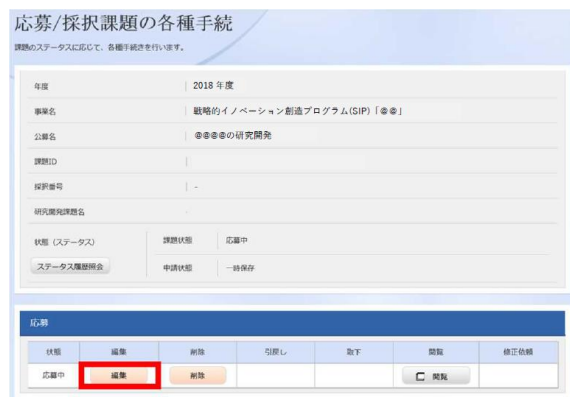 応募/採択課題の各種手続
課題のステータスに応じて、各種手続きを行います。
年度 2018 年度
事業名 戦略的イノベーション創造プログラム(SIP)「@@」
公募名 @@@@の研究開発
課題ID
採択番号 -
研究開発課題名
状態（ステータス） 課題状態 応募中
ステータス履歴照会 申請状態 一時保存
応募
状態 編集 削除 引戻し 取下 閲覧 修正依頼
応募中 編集 削除 閲覧